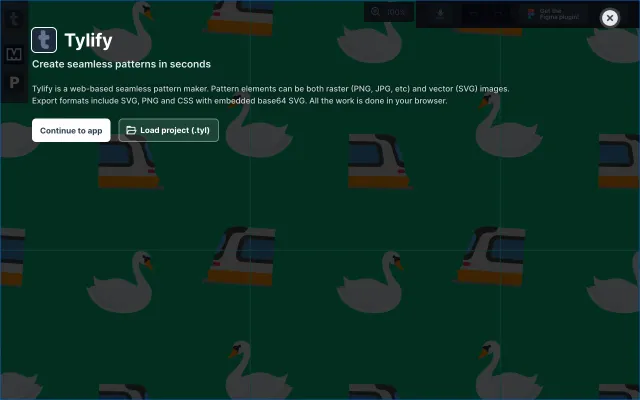 100%
Get the
Figma plugin!
t
Tylify
Create seamless patterns in seconds
P
Tylify is a web-based seamless pattern maker. Pattern elements can be both raster (PNG, JPG, etc) and vector (SVG) images.
Export formats include SVG, PNG and CSS with embedded base64 SVG. All the work is done in your browser.
Continue to app
Load project (.tyl)